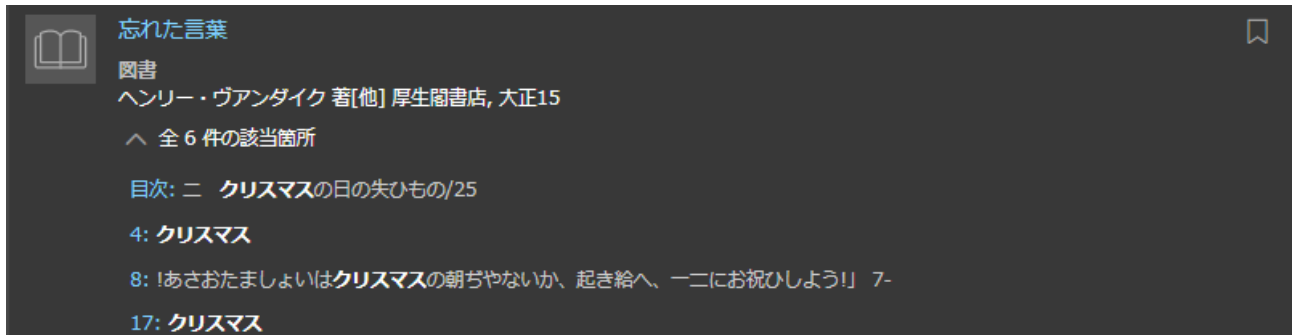 忘れた言葉
図書
ヘンリー・ヴアンダイク 著[他] 厚生閣書店, 大正15
全 6 件の該当箇所
目次: 二 クリスマスの日の失ひもの/25
4: クリスマス
8: !あさおたましょいはクリスマスの朝ぢやないか、起き給へ、一二にお祝ひしよう!」 7-
17: クリスマス